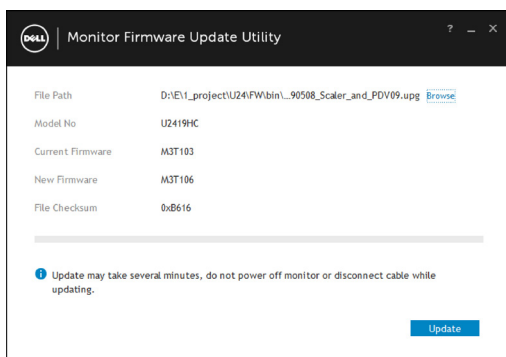 DELL Monitor Firmware Update Utility ? _ X
File Path D:\E\1_project\U24\FW\bin\...90508_Scaler_and_PDV09.upg Browse
Model No U2419HC
Current Firmware M3T103
New Firmware M3T106
File Checksum 0xB616
Update may take several minutes, do not power off monitor or disconnect cable while
updating.
Update